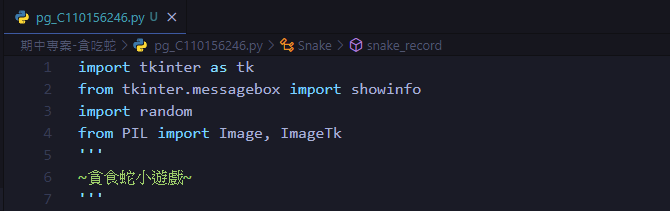 pg_C110156246.py U ×
期中專案-貪吃蛇 > pg_C110156246.py > Snake > snake_record
1 import tkinter as tk
2 from tkinter.messagebox import showinfo
3 import random
4 from PIL import Image, ImageTk
5 '''
6 ~貪食蛇小遊戲~
7 '''